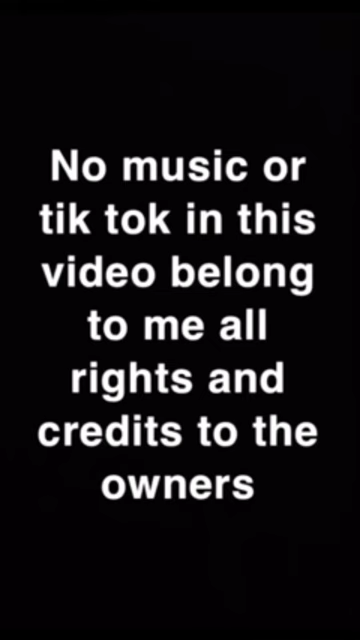 No music or
tik tok in this
video belong
to me all
rights and
credits to the
owners